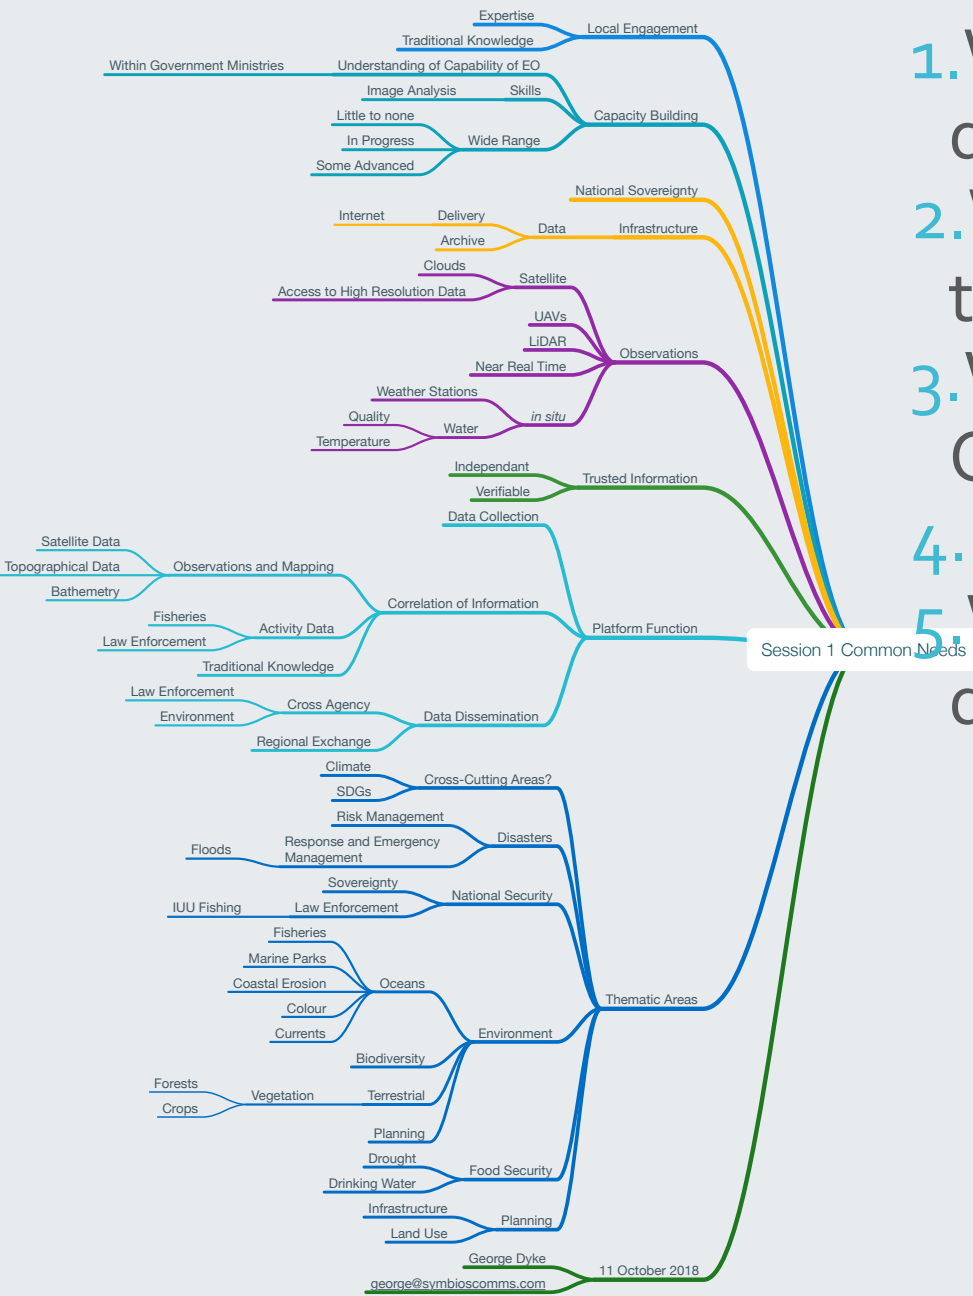 Expertise
Local Engagement
Traditional Knowledge
Within Government Ministries
Understanding of Capability of EO
Image Analysis
Skills
Capacity Building
Little to none
In Progress
Wide Range
Some Advanced
National Sovereignty
Internet
Delivery
Data
Infrastructure
Archive
Clouds
Satellite
Access to High Resolution Data
UAVs
LiDAR
Observations
Near Real Time
Weather Stations
in situ
Quality
Water
Temperature
Independant
Trusted Information
Verifiable
Data Collection
Satellite Data
Topographical Data
Observations and Mapping
Bathemetry
Correlation of Information
Fisheries
Activity Data
Law Enforcement
Traditional Knowledge
Platform Function
Law Enforcement
Cross Agency
Environment
Data Dissemination
Regional Exchange
Session 1 Common Needs
Climate
Cross-Cutting Areas?
SDGs
Risk Management
Disasters
Response and Emergency
Management
Floods
Sovereignty
National Security
IUU Fishing
Law Enforcement
Fisheries
Marine Parks
Coastal Erosion
Oceans
Colour
Currents
Thematic Areas
Environment
Biodiversity
Forests
Vegetation
Terrestrial
Crops
Planning
Drought
Food Security
Drinking Water
Infrastructure
Planning
Land Use
George Dyke
11 October 2018
george@symbioscomms.com
1.
2.
t
3.
4.
5.